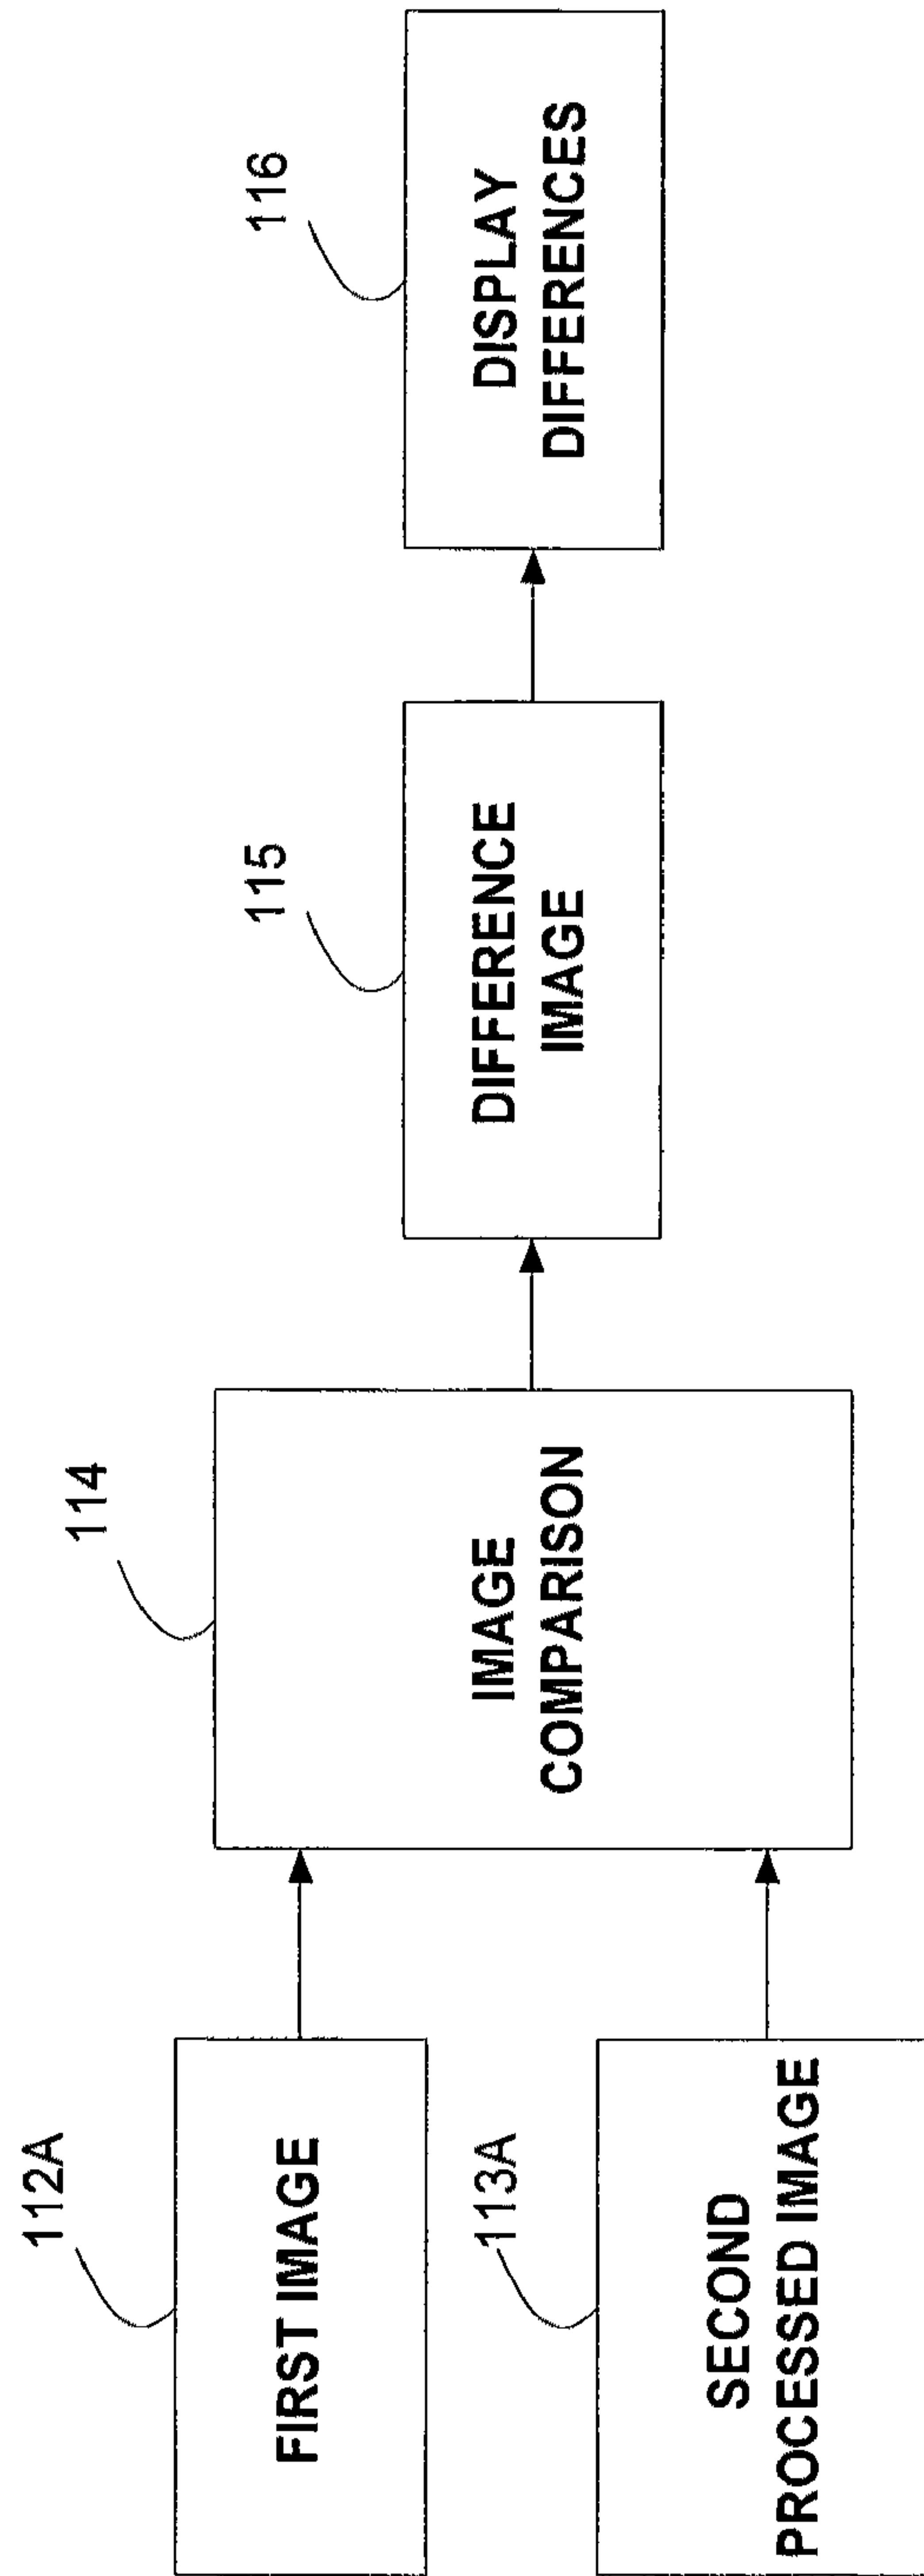 112A
FIRST IMAGE
113A
SECOND
PROCESSED IMAGE
114
IMAGE
COMPARISON
115
DIFFERENCE
IMAGE
116
DISPLAY
DIFFERENCES